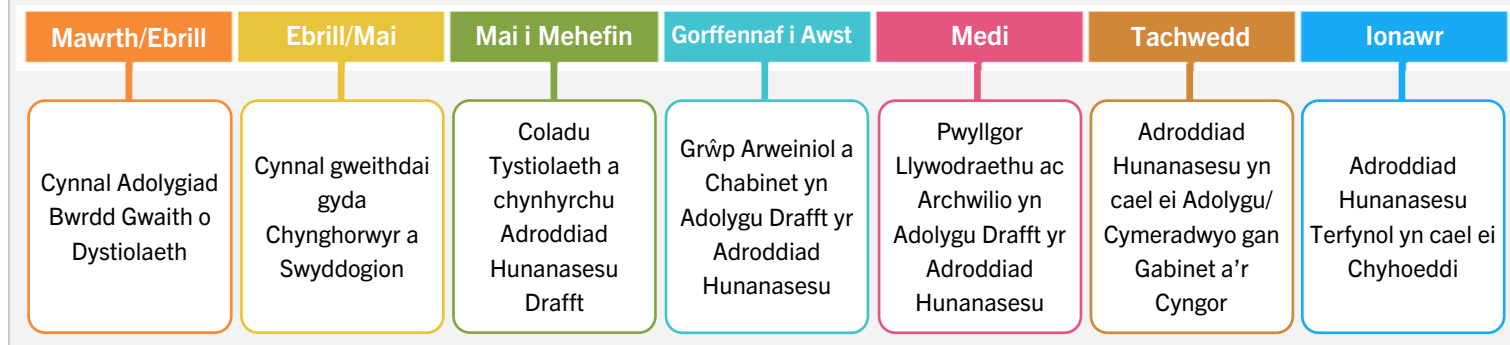 Mawrth/Ebrill
Cynnal Adolygiad
Bwrdd Gwaith o
Dystiolaeth
Ebrill/Mai
Cynnal gweithdai
gyda
Chynghorwyr a
Swyddogion
Mai i Mehefin
Coladu
Tystiolaeth a
chynhyrchu
Adroddiad
Hunanasesu
Drafft
Gorffennaf i Awst
Grŵp Arweiniol a
Chabinet yn
Adolygu Drafft yr
Adroddiad
Hunanasesu
Medi
Pwyllgor
Llywodraethu ac
Archwilio yn
Adolygu Drafft yr
Adroddiad
Hunanasesu
Tachwedd
Adroddiad
Hunanasesu yn
cael ei Adolygu/
Cymeradwyo gan
Gabinet a’r
Cyngor
Ionawr
Adroddiad
Hunanasesu
Terfynol yn cael ei
Chyhoeddi